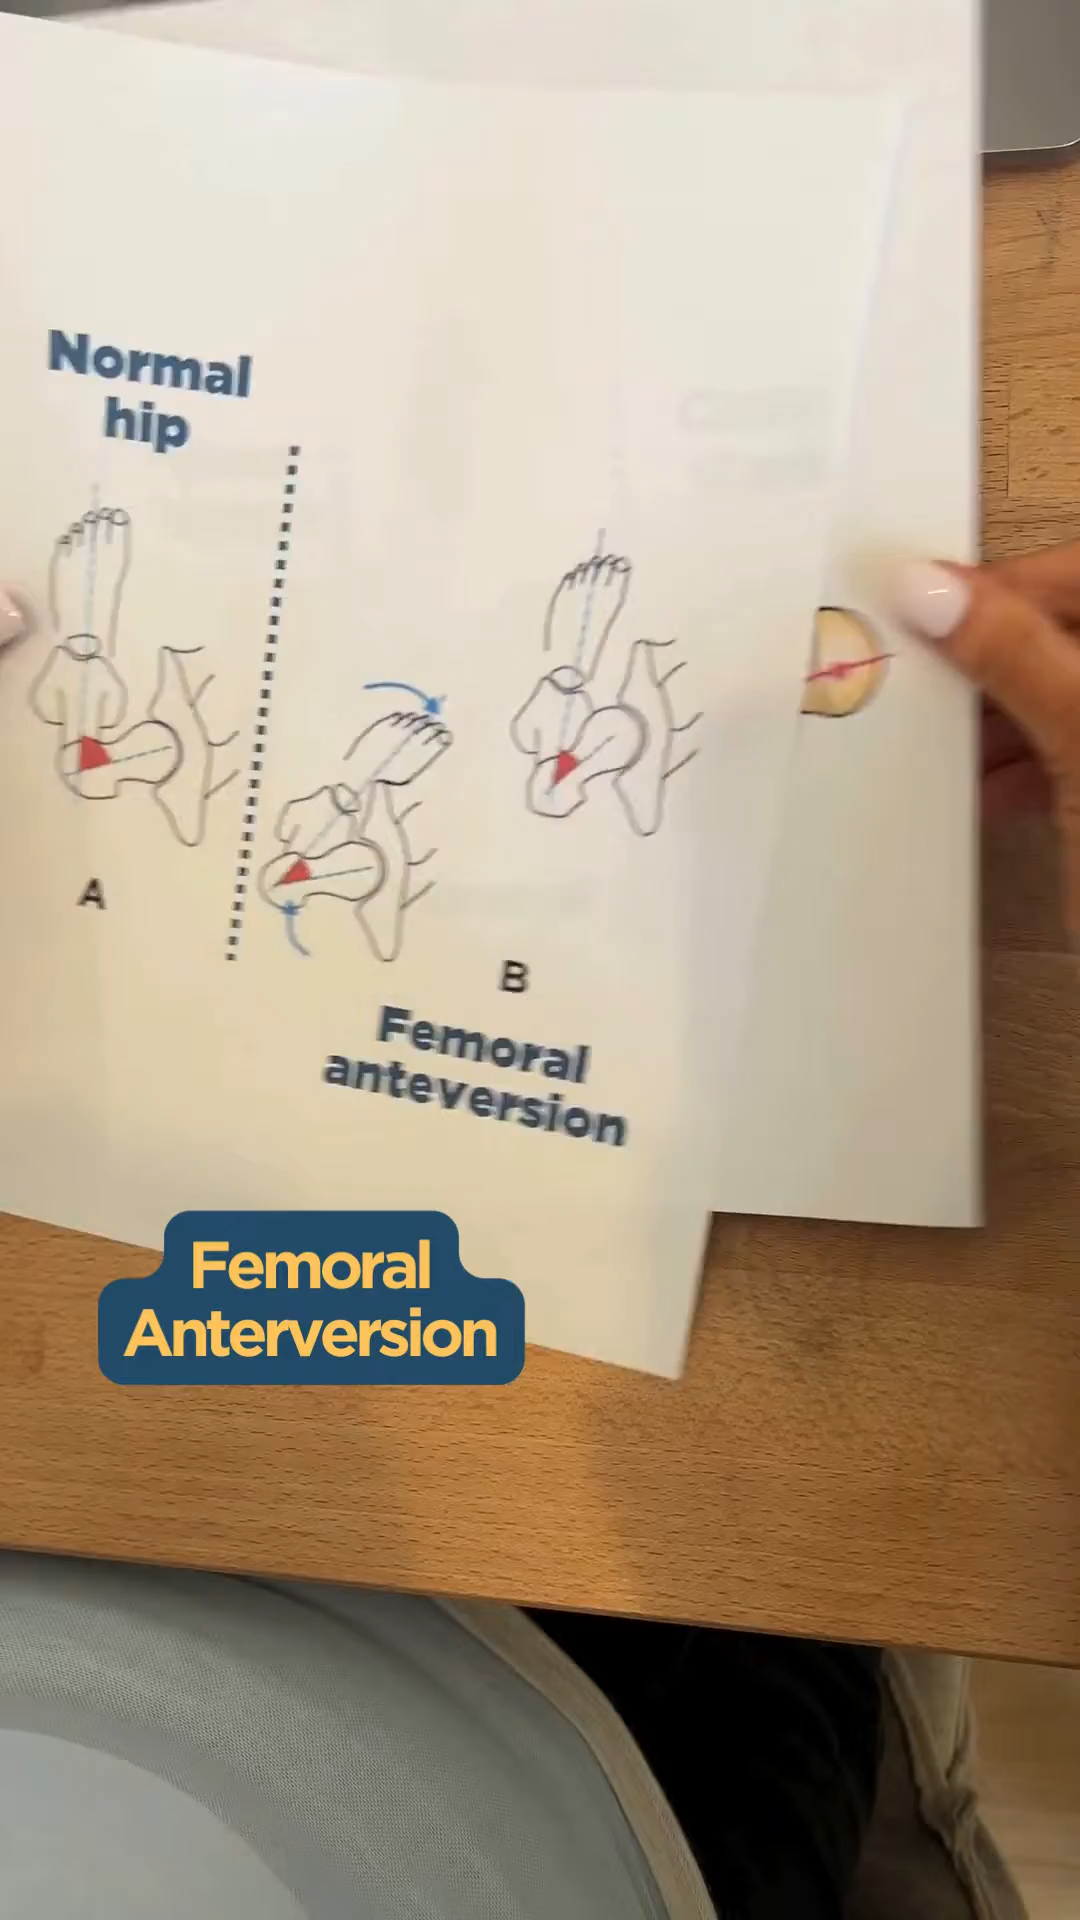 Normal
hip
A
B
Femoral
anteversion
Femoral
Anterversion